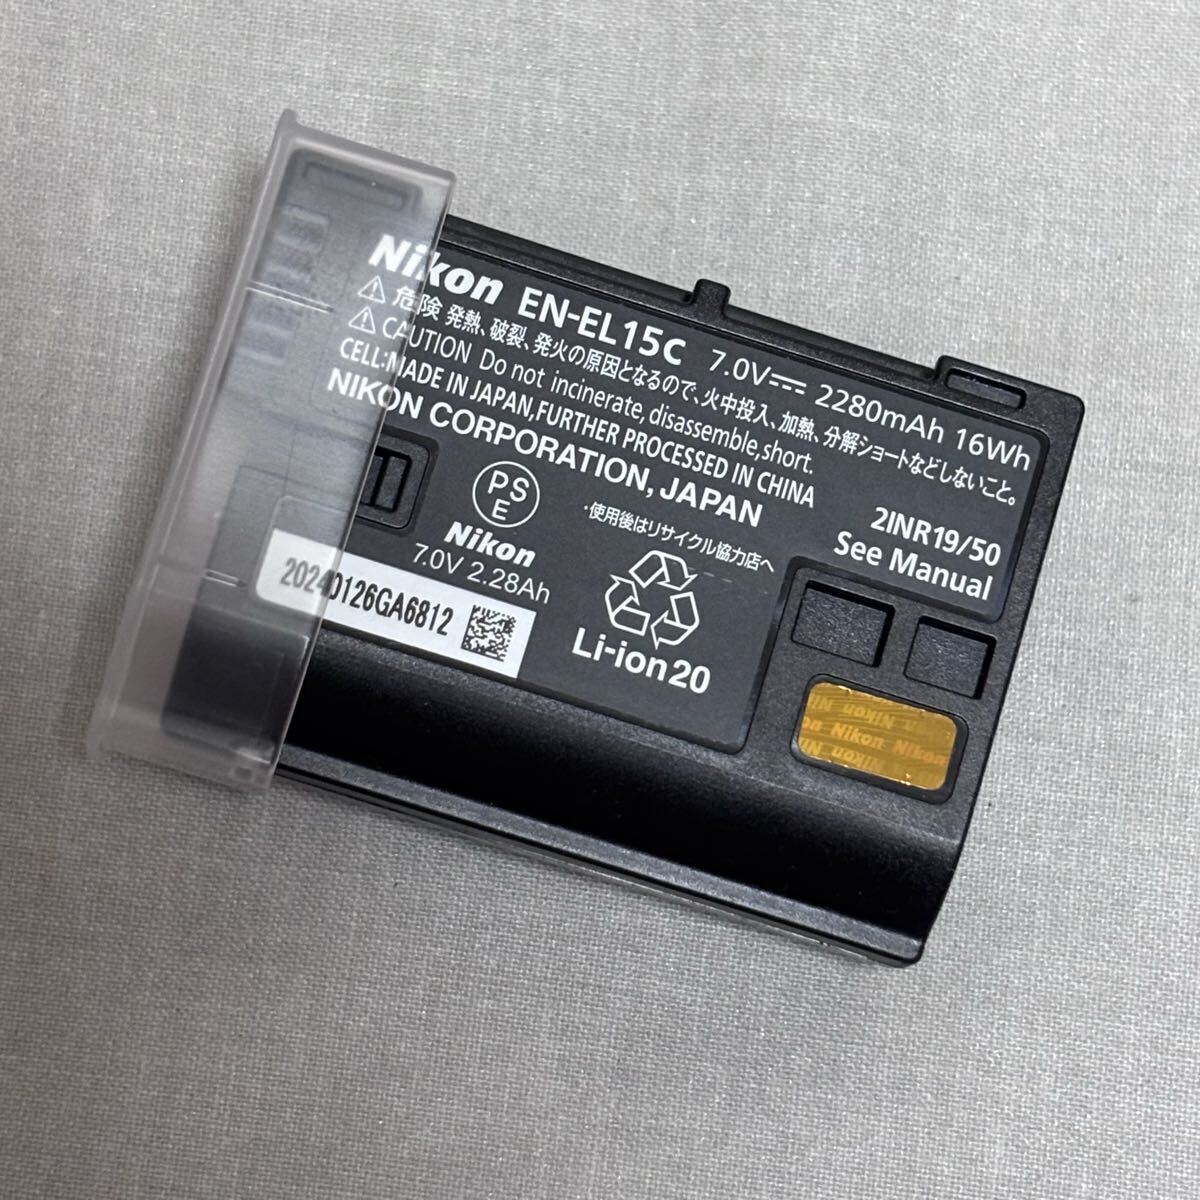 Nikon EN-EL15C 7.0V 2280mAh 16Wh
危険 発熱、破裂、発火の原因となるので、火中投入、加熱、分解ショートなどしないこと。
CAUTION Do not incinerate,disassemble,short.
CELL:MADE IN JAPAN,FURTHER PROCESSED IN CHINA
NIKON CORPORATION, JAPAN
2INR19/50
See Manual
PS
E
・使用後はリサイクル協力店へ
Nikon
7.0V 2.28Ah
Li-ion20
20240126GA6812
Nikon
Nikon Nikon
Nikon